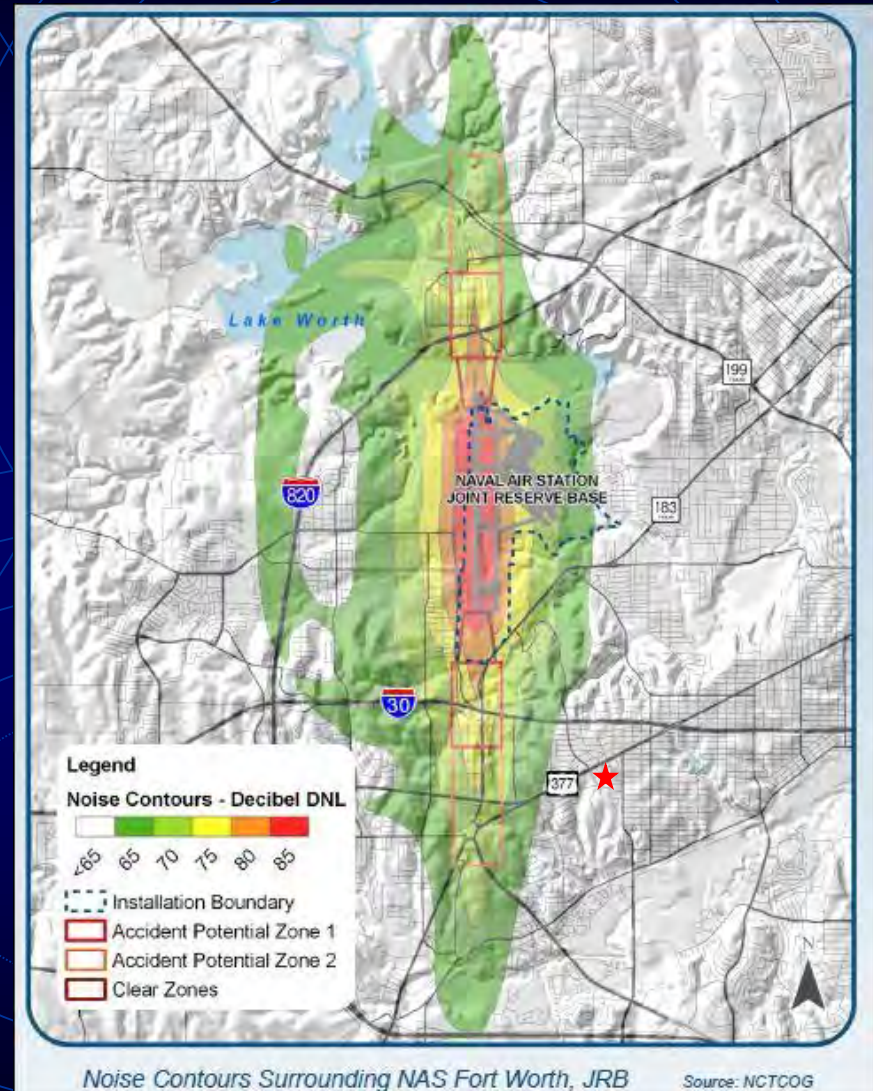 Lake Worth
199
820
NAVAL AIR STATION
JOINT RESERVE BASE
183
30
377
Legend
Noise Contours - Decibel DNL
<65 65 70 75 80 85
Installation Boundary
Accident Potential Zone 1
Accident Potential Zone 2
Clear Zones
N
Noise Contours Surrounding NAS Fort Worth, JRB Source: NCTCOG